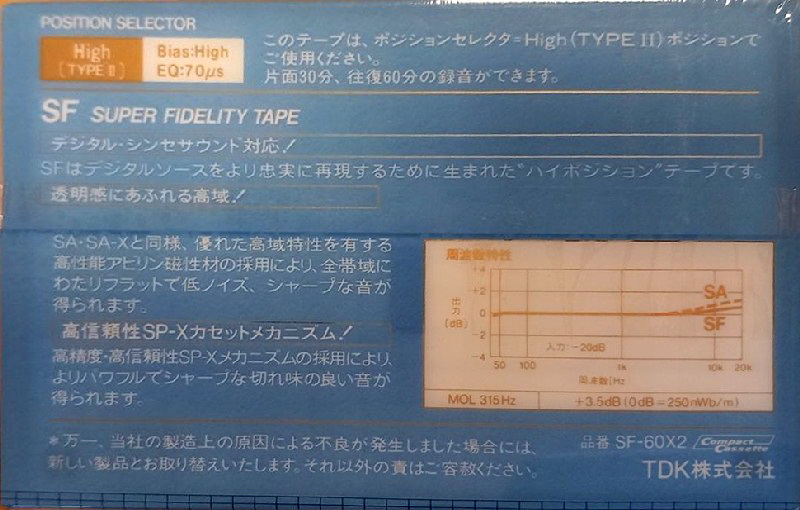 POSITION SELECTOR
High
(TYPE II)
Bias:High
EQ:70μs
このテープは、ポジションセレクタ=High(TYPE II)ポジションで
ご使用ください。
片面30分、往復60分の録音ができます。
SF SUPER FIDELITY TAPE
デジタル・シンセサウンド対応!
SFはデジタルソースをより忠実に再現するために生まれた"ハイポジション"テープです。
透明感にあふれる高域!
SA・SA-Xと同様、優れた高域特性を有する
高性能アビリン磁性材の採用により、全帯域に
わたりフラットで低ノイズ、シャープな音が
得られます。
高信頼性SP-Xカセットメカニズム!
高精度・高信頼性SP-Xメカニズムの採用により、
よりパワフルでシャープな切れ味の良い音が
得られます。
周波数特性
出力
(dB)
+4
+2
0
-2
-4
SA
SF
入力:-20dB
50 100 1k 10k 20k
周波数(Hz
MOL 315Hz +3.5dB(0dB=250nWb/m)
*万一、当社の製造上の原因による不良が発生しました場合には、
新しい製品とお取り替えいたします。それ以外の責はご容赦ください。
品番 SF-60X2 Compact Cassette
TDK株式会社